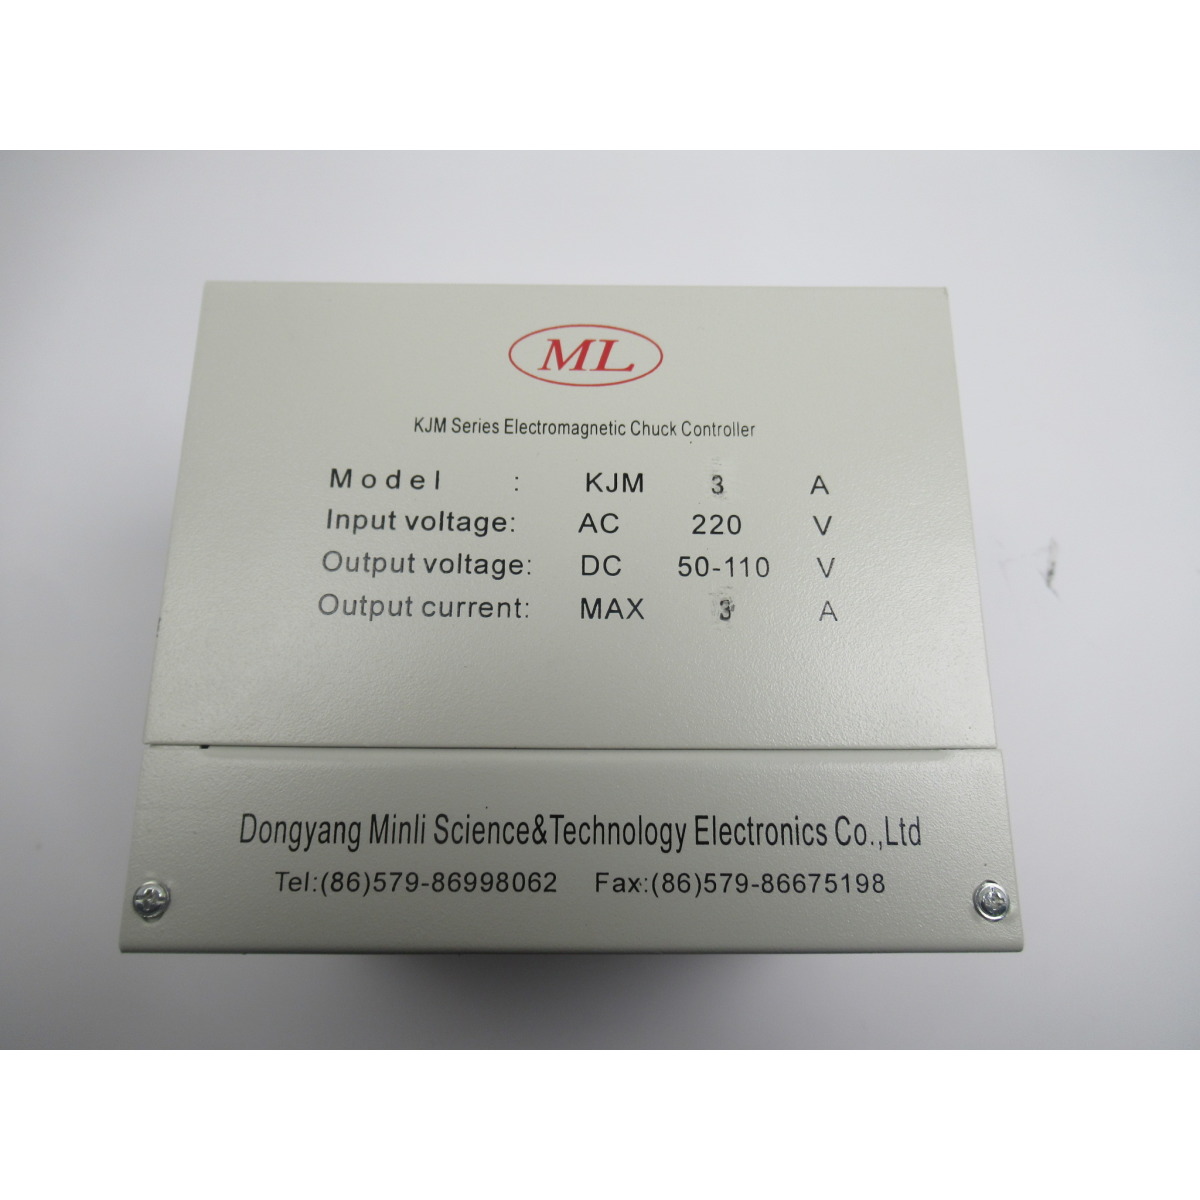 ML
KJM Series Electromagnetic Chuck Controller
Model : KJM 3 A
Input voltage: AC 220 V
Output voltage: DC 50-110 V
Output current: MAX 3 A
Dongyang Minli Science&Technology Electronics Co.,Ltd
Tel:(86)579-86998062 Fax:(86)579-86675198